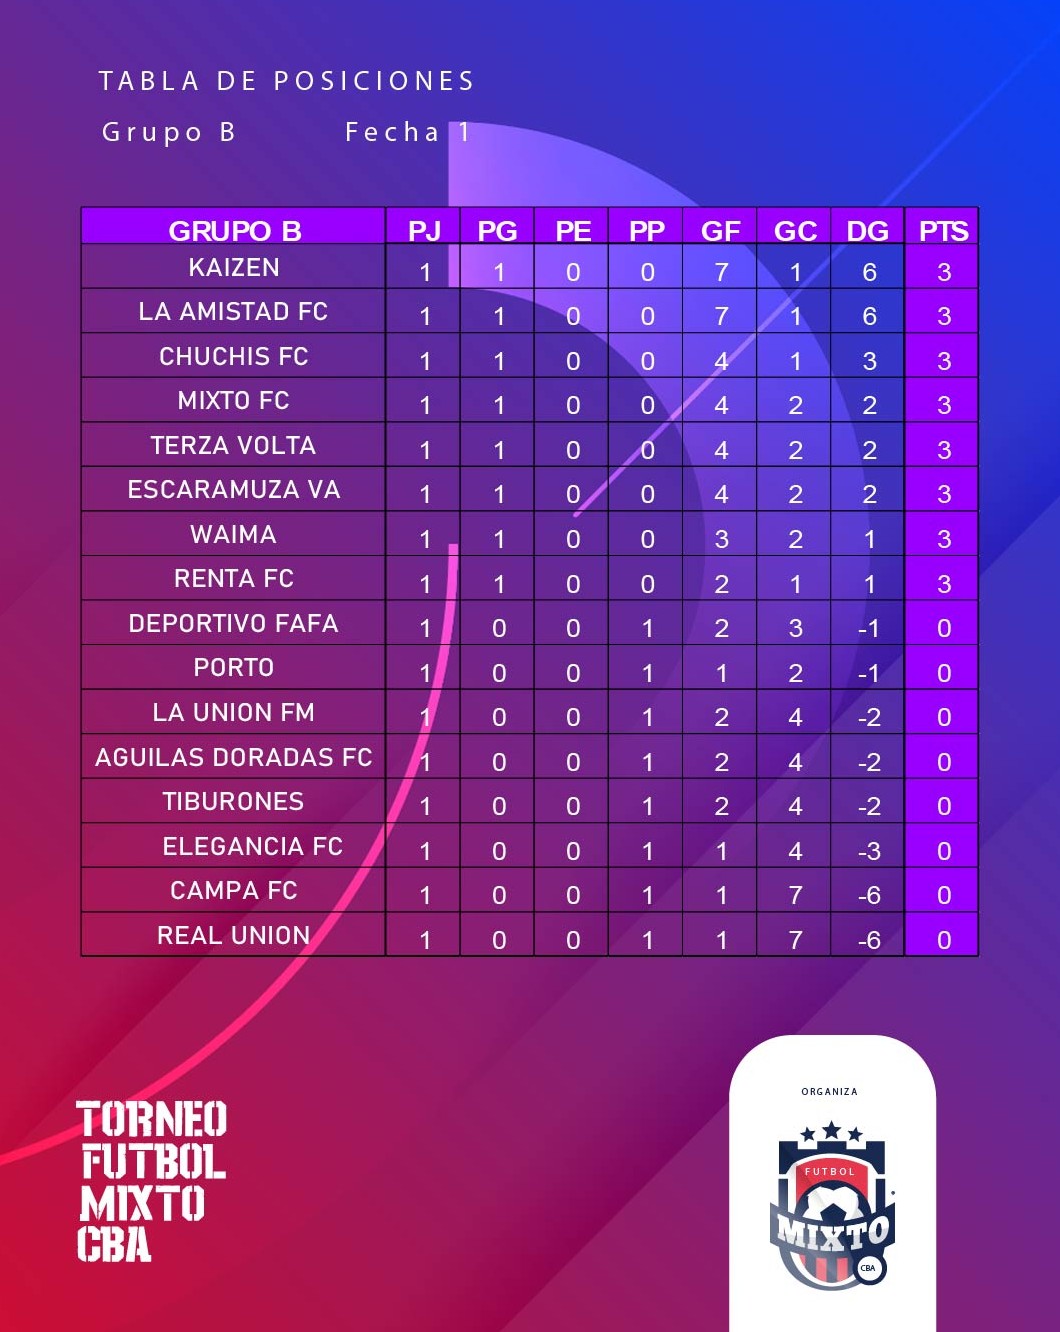 TABLA DE POSICIONES
Grupo B Fecha 1
GRUPO B PJ PG PE PP GF GC DG PTS
KAIZEN 1 1 0 0 7 1 6 3
LA AMISTAD FC 1 1 0 0 7 1 6 3
CHUCHIS FC 1 1 0 0 4 1 3 3
MIXTO FC 1 1 0 0 4 2 2 3
TERZA VOLTA 1 1 0 0 4 2 2 3
ESCARAMUZA VA 1 1 0 0 4 2 2 3
WAIMA 1 1 0 0 3 2 1 3
RENTA FC 1 1 0 0 2 1 1 3
DEPORTIVO FAFA 1 0 0 1 2 3 -1 0
PORTO 1 0 0 1 1 2 -1 0
LA UNION FM 1 0 0 1 2 4 -2 0
AGUILAS DORADAS FC 1 0 0 1 2 4 -2 0
TIBURONES 1 0 0 1 2 4 -2 0
ELEGANCIA FC 1 0 0 1 1 4 -3 0
CAMPA FC 1 0 0 1 1 7 -6 0
REAL UNION 1 0 0 1 1 7 -6 0
TORNEO
FUTBOL
MIXTO
CBA
ORGANIZA
FUTBOL
MIXTO
CBA